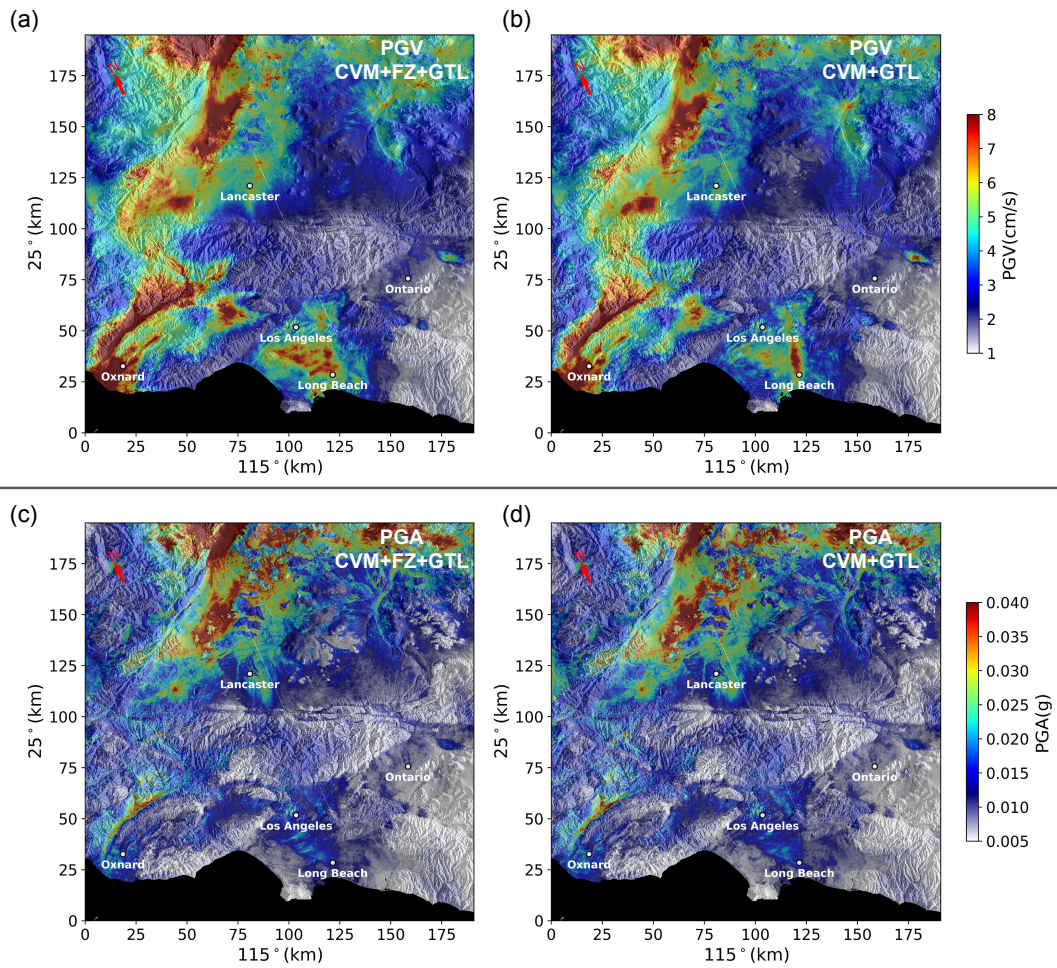 (a)
(b)
PGV
CVM+FZ+GTL
N
175
150
125
100
75
50
25
0
25°(km)
Lancaster
Ontario
Los Angeles
Long Beach
Oxnard
0 25 50 75 100 125 150 175
115°(km)
PGV
CVM+GTL
N
175
150
125
100
75
50
25
0
Lancaster
Ontario
Los Angeles
Long Beach
Oxnard
0 25 50 75 100 125 150 175
115°(km)
25°(km)
8
7
6
5
4
3
2
1
PGV(cm/s)
(c)
(d)
PGA
CVM+FZ+GTL
N
175
150
125
100
75
50
25
0
25°(km)
Lancaster
Ontario
Los Angeles
Long Beach
Oxnard
0 25 50 75 100 125 150 175
115°(km)
PGA
CVM+GTL
N
175
150
125
100
75
50
25
0
25°(km)
Lancaster
Ontario
Los Angeles
Long Beach
Oxnard
0 25 50 75 100 125 150 175
115°(km)
0.040
0.035
0.030
0.025
0.020
0.015
0.010
0.005
PGA(g)